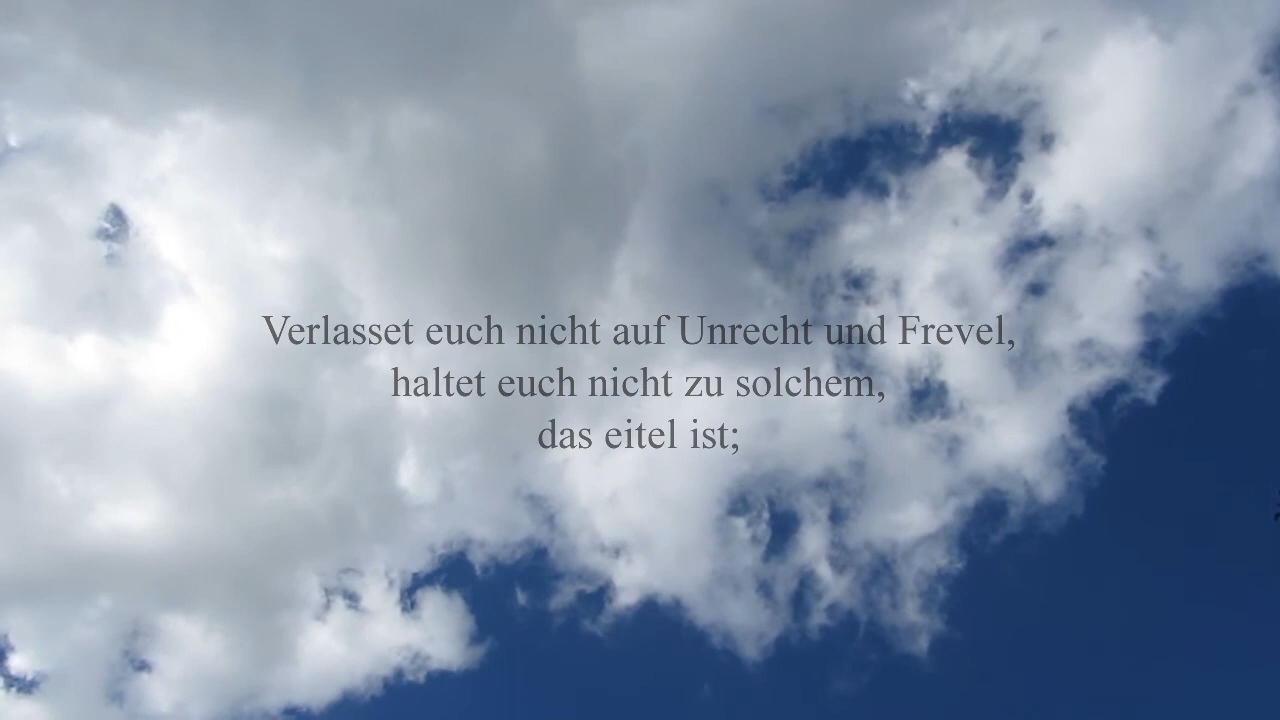 Verlasset euch nicht auf Unrecht und Frevel,
haltet euch nicht zu solchem,
das eitel ist;